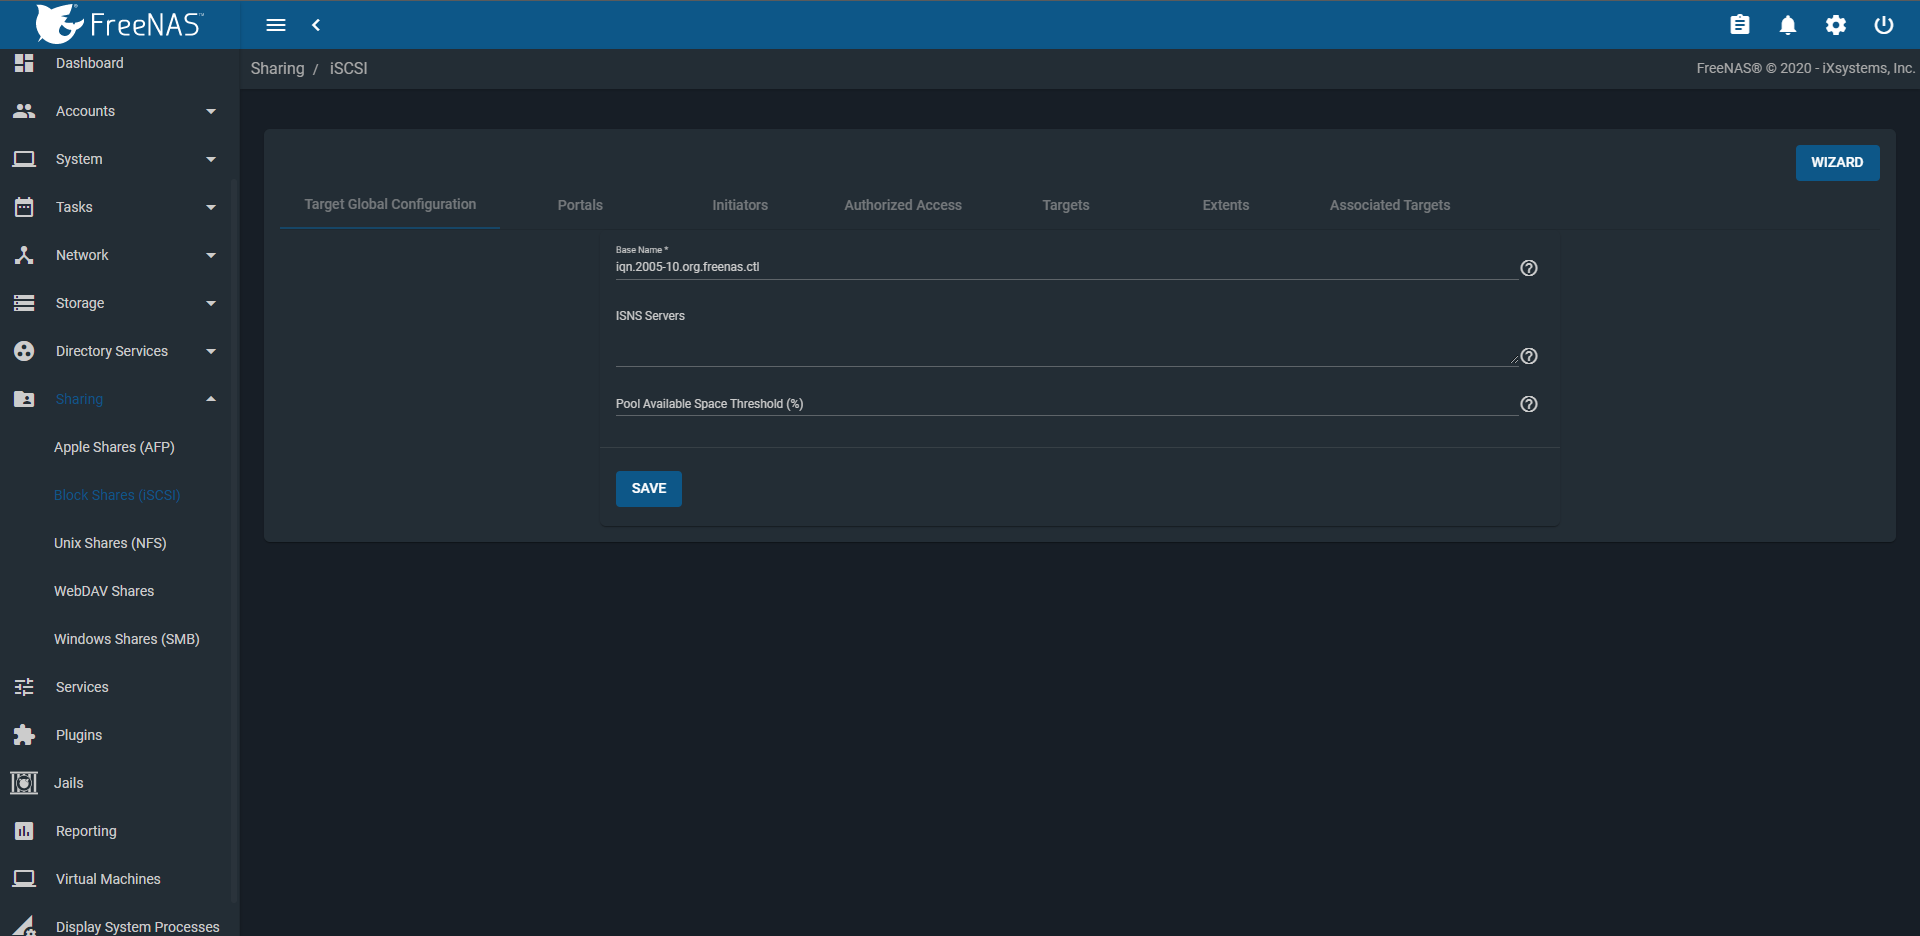 FreeNAS™
Sharing / iSCSI
FreeNAS® © 2020 - iXsystems, Inc.
Dashboard
Accounts
System
Tasks
Network
Storage
Directory Services
Sharing
Apple Shares (AFP)
Block Shares (iSCSI)
Unix Shares (NFS)
WebDAV Shares
Windows Shares (SMB)
Services
Plugins
Jails
Reporting
Virtual Machines
Display System Processes
WIZARD
Target Global Configuration
Portals
Initiators
Authorized Access
Targets
Extents
Associated Targets
Base Name *
iqn.2005-10.org.freenas.ctl
ISNS Servers
Pool Available Space Threshold (%)
SAVE